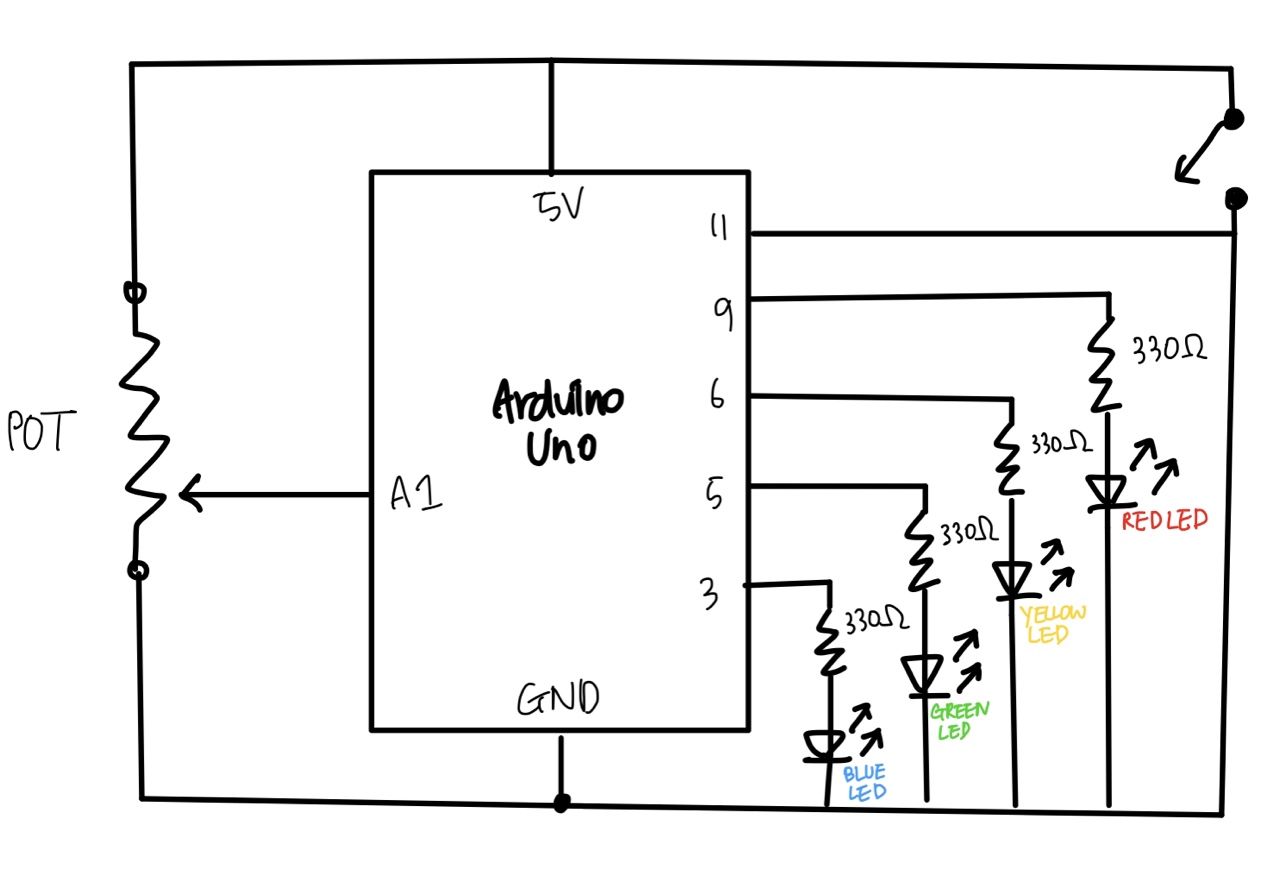 5V
11
9
330Ω
6
Arduino
Uno
330Ω
POT
A1
5
RED LED
330Ω
3
YELLOW
LED
330Ω
GND
GREEN
LED
BLUE
LED